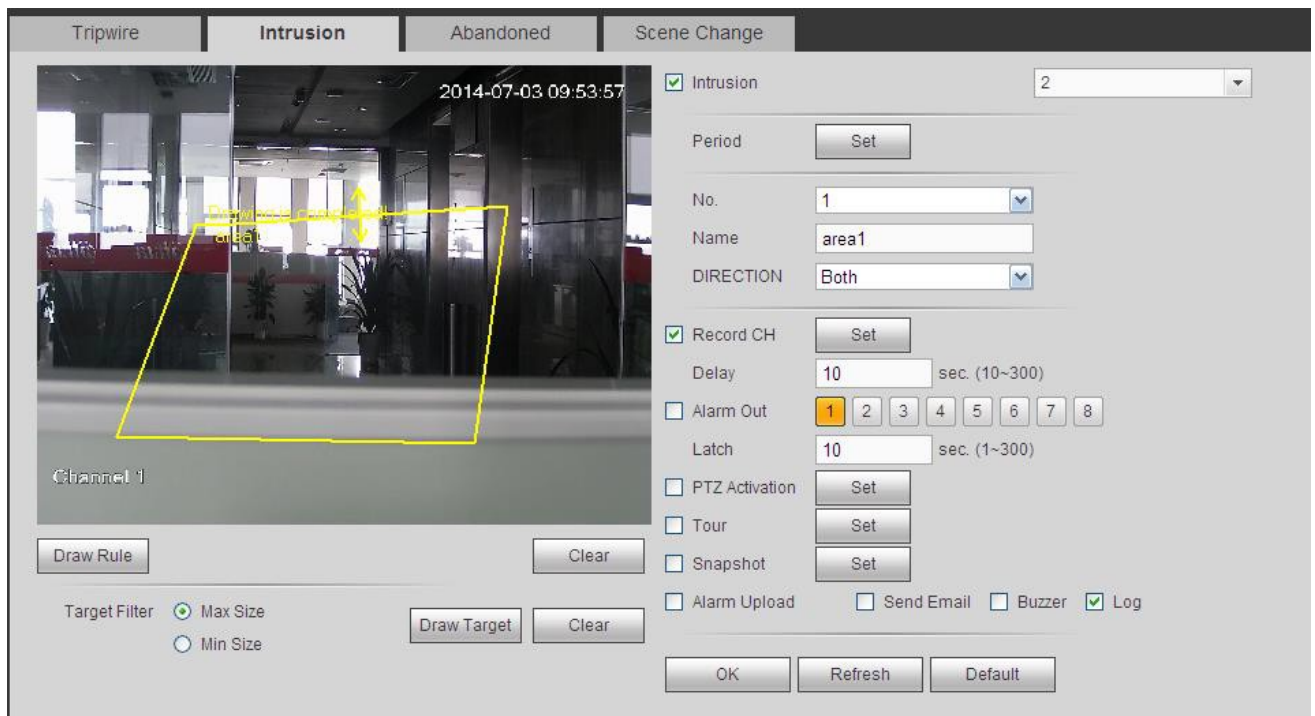 Tripwire
Intrusion
Abandoned
Scene Change
2014-07-03 09:53:57
Drawing is completed!
area1
Channel 1
Draw Rule
Clear
Target Filter
Max Size
Min Size
Draw Target
Clear
Intrusion
2
Period
Set
No.
1
Name
area1
DIRECTION
Both
Record CH
Set
Delay
10
sec. (10~300)
Alarm Out
1 2 3 4 5 6 7 8
Latch
10
sec. (1~300)
PTZ Activation
Set
Tour
Set
Snapshot
Set
Alarm Upload
Send Email
Buzzer
Log
OK
Refresh
Default